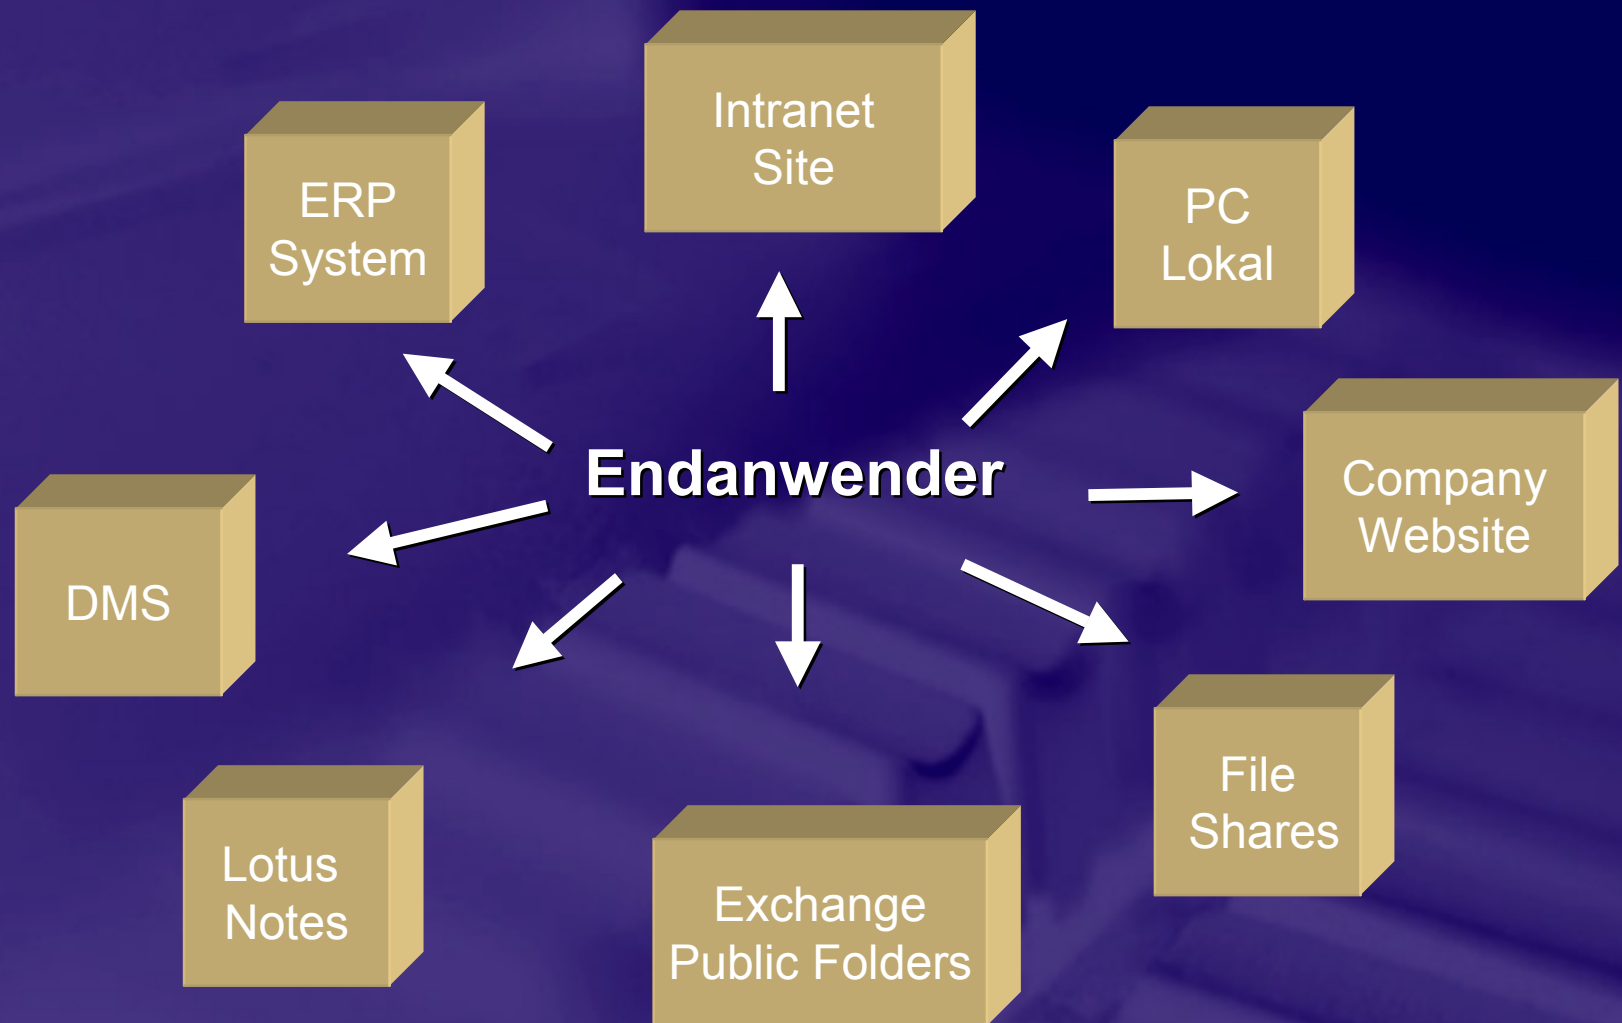 Intranet
Site
ERP
System
PC
Lokal
Endanwender
Company
Website
DMS
File
Shares
Lotus
Notes
Exchange
Public Folders